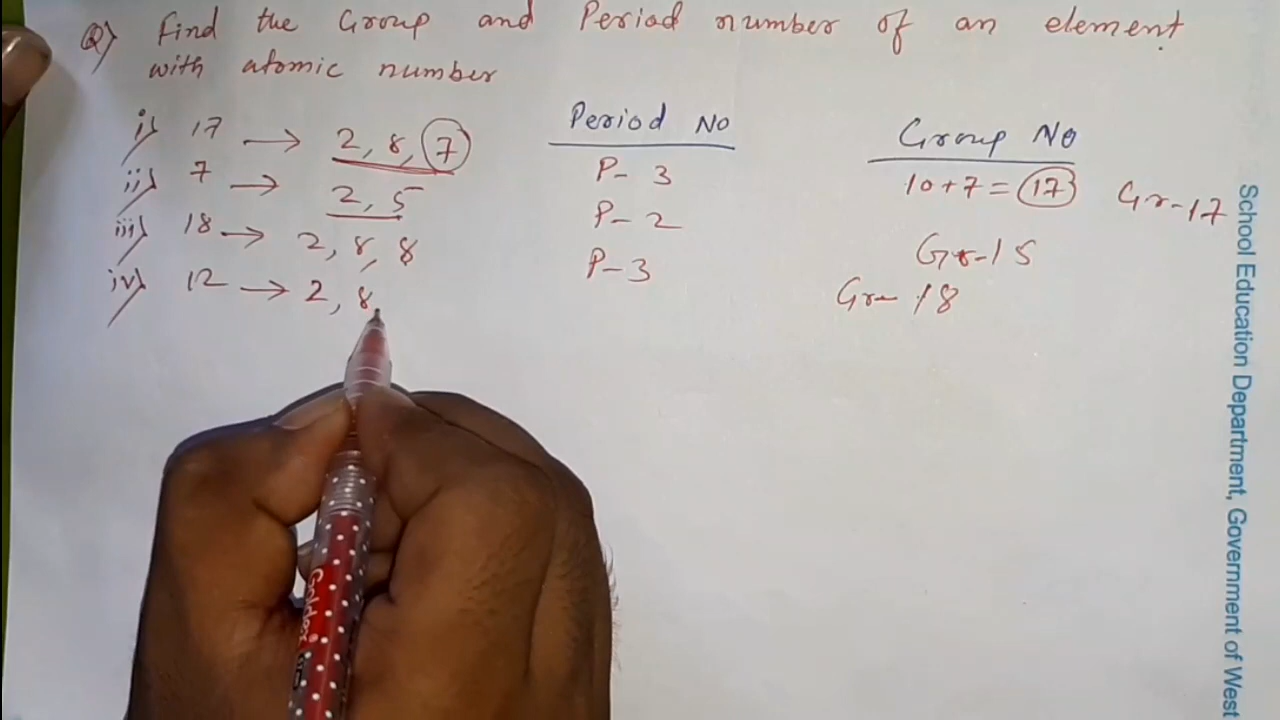 Q) Find the Group and Period number of an element
with atomic number
Period No
Group No
i) 17 → 2, 8, 7
P- 3
10+7= 17 Gr-17
ii) 7 → 2, 5
P- 2
Gr-15
iii) 18 → 2, 8, 8
P-3
Gr- 18
iv) 12 → 2, 8,
School Education Department, Government of West
Golden